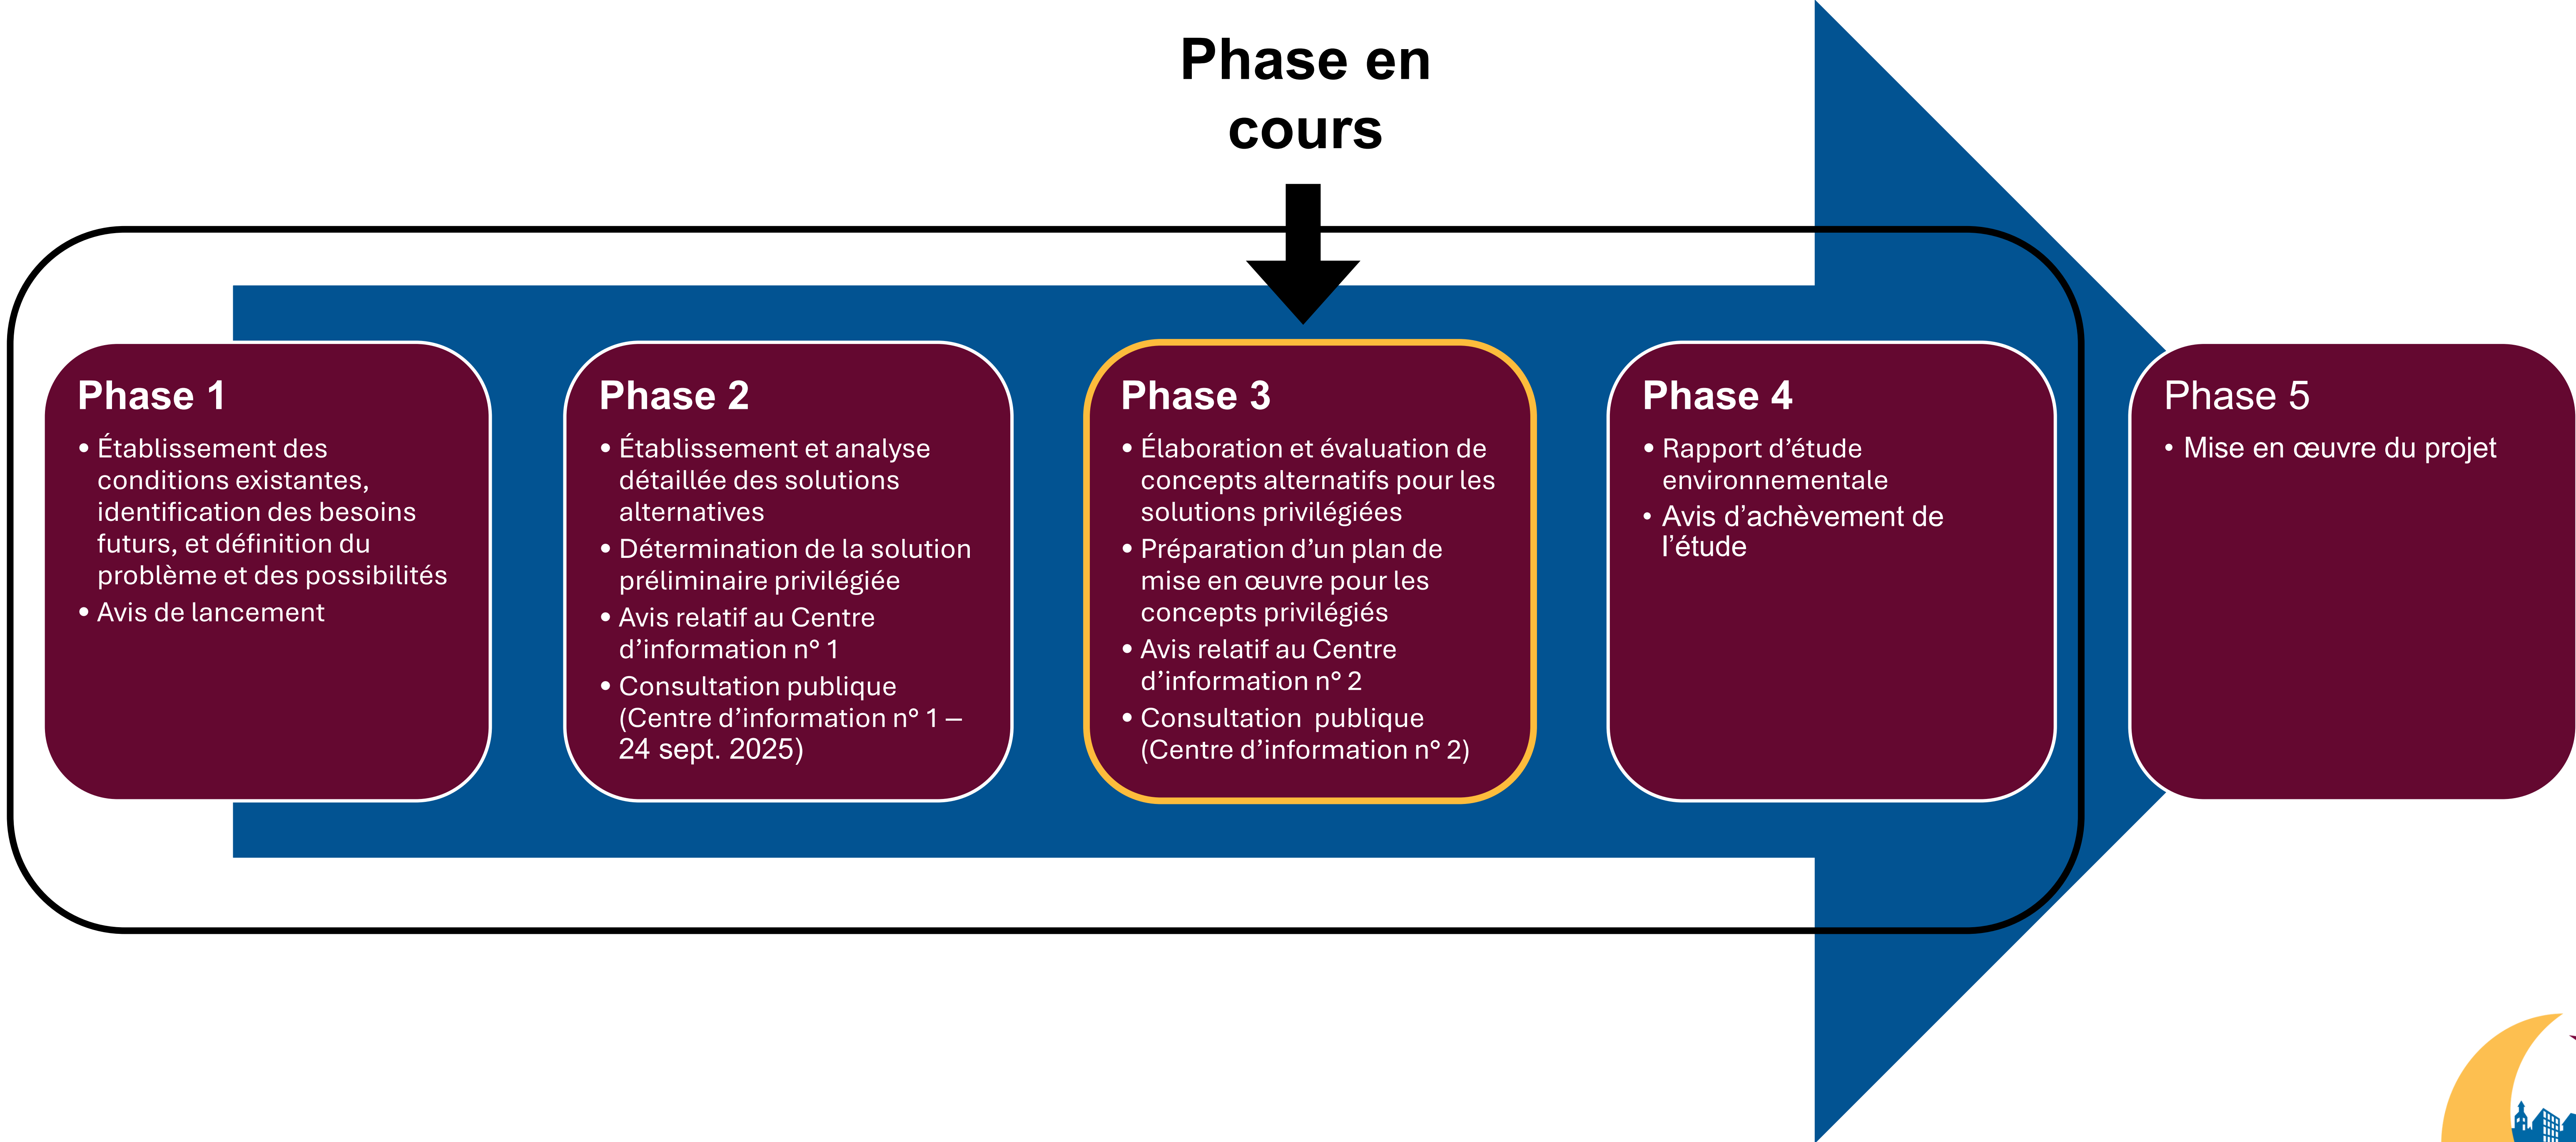 Phase en
cours
Phase 1
• Établissement des
conditions existantes,
identification des besoins
futurs, et définition du
problème et des possibilités
• Avis de lancement
Phase 2
• Établissement et analyse
détaillée des solutions
alternatives
• Détermination de la solution
préliminaire privilégiée
• Avis relatif au Centre
d’information n° 1
• Consultation publique
(Centre d’information n° 1 –
24 sept. 2025)
Phase 3
• Élaboration et évaluation de
concepts alternatifs pour les
solutions privilégiées
• Préparation d’un plan de
mise en œuvre pour les
concepts privilégiés
• Avis relatif au Centre
d’information n° 2
• Consultation  publique
(Centre d’information n° 2)
Phase 4
• Rapport d’étude
environnementale
• Avis d’achèvement de
l’étude
Phase 5
• Mise en œuvre du projet